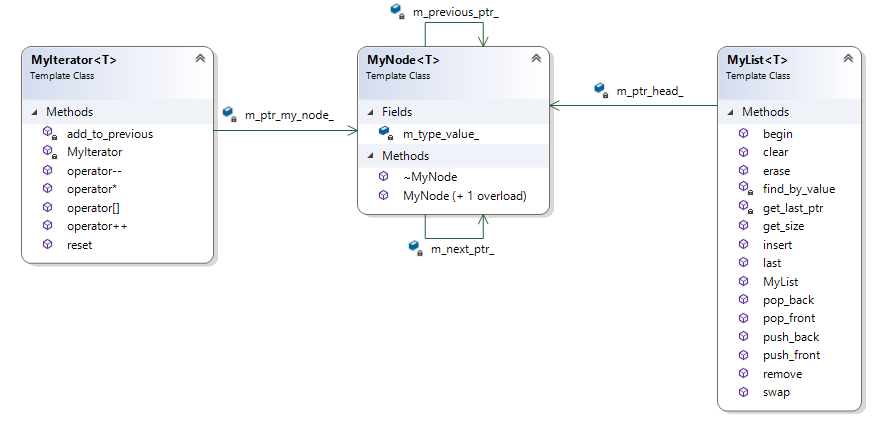 m_previous_ptr_
MyIterator<T>
Template Class
Methods
add_to_previous
MyIterator
operator--
operator*
operator[]
operator++
reset
m_ptr_my_node_
MyNode<T>
Template Class
Fields
m_type_value_
Methods
~MyNode
MyNode (+ 1 overload)
m_next_ptr_
m_ptr_head_
MyList<T>
Template Class
Methods
begin
clear
erase
find_by_value
get_last_ptr
get_size
insert
last
MyList
pop_back
pop_front
push_back
push_front
remove
swap